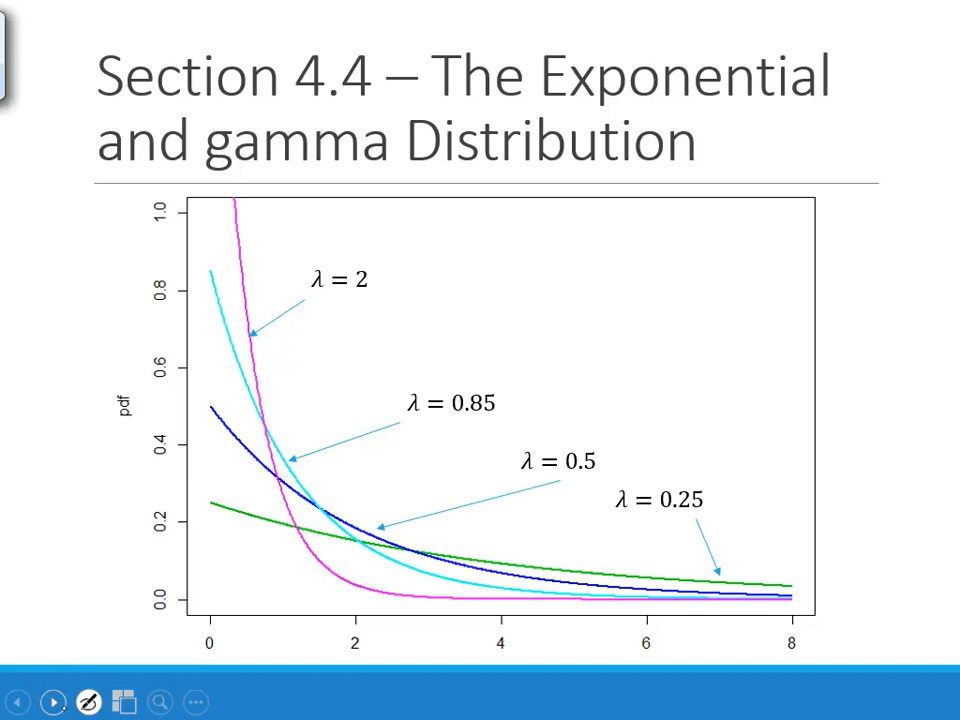 Section 4.4 – The Exponential
and gamma Distribution
1.0
0.8
0.6
0.4
0.2
0.0
pdf
λ = 2
λ = 0.85
λ = 0.5
λ = 0.25
0 2 4 6 8